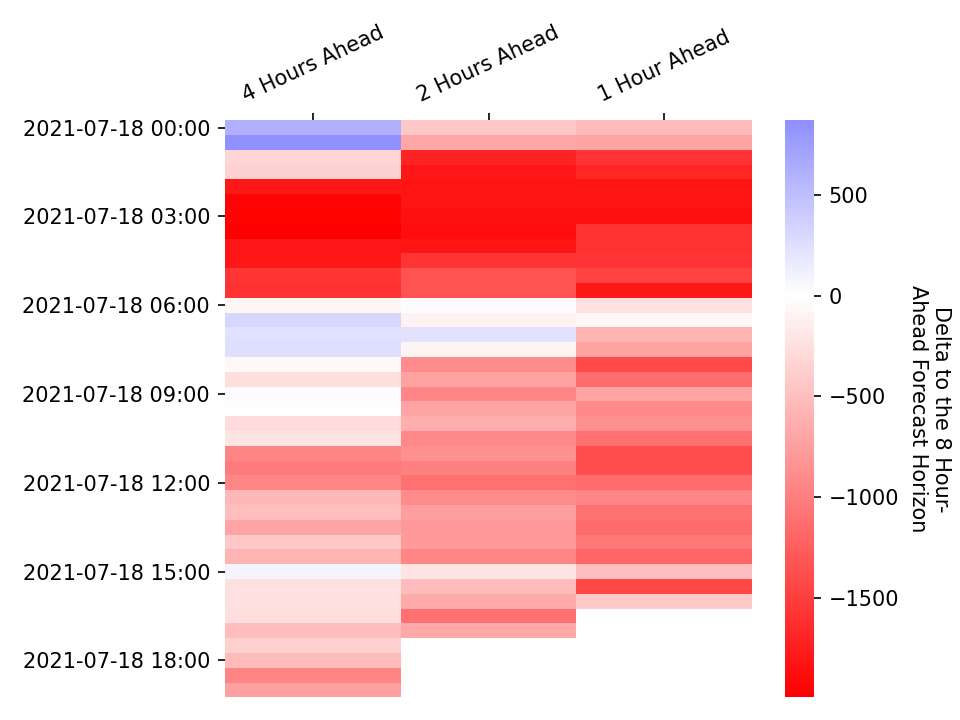 4 Hours Ahead
2 Hours Ahead
1 Hour Ahead
2021-07-18 00:00
2021-07-18 03:00
2021-07-18 06:00
2021-07-18 09:00
2021-07-18 12:00
2021-07-18 15:00
2021-07-18 18:00
500
0
−500
−1000
−1500
Delta to the 8 Hour-
Ahead Forecast Horizon